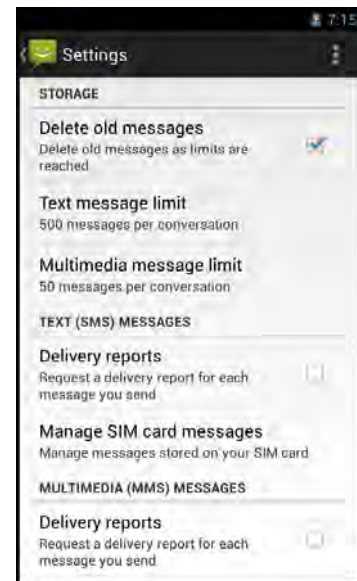 7:15
Settings
STORAGE
Delete old messages
Delete old messages as limits are
reached
Text message limit
500 messages per conversation
Multimedia message limit
50 messages per conversation
TEXT (SMS) MESSAGES
Delivery reports
Request a delivery report for each
message you send
Manage SIM card messages
Manage messages stored on your SIM card
MULTIMEDIA (MMS) MESSAGES
Delivery reports
Request a delivery report for each
message you send